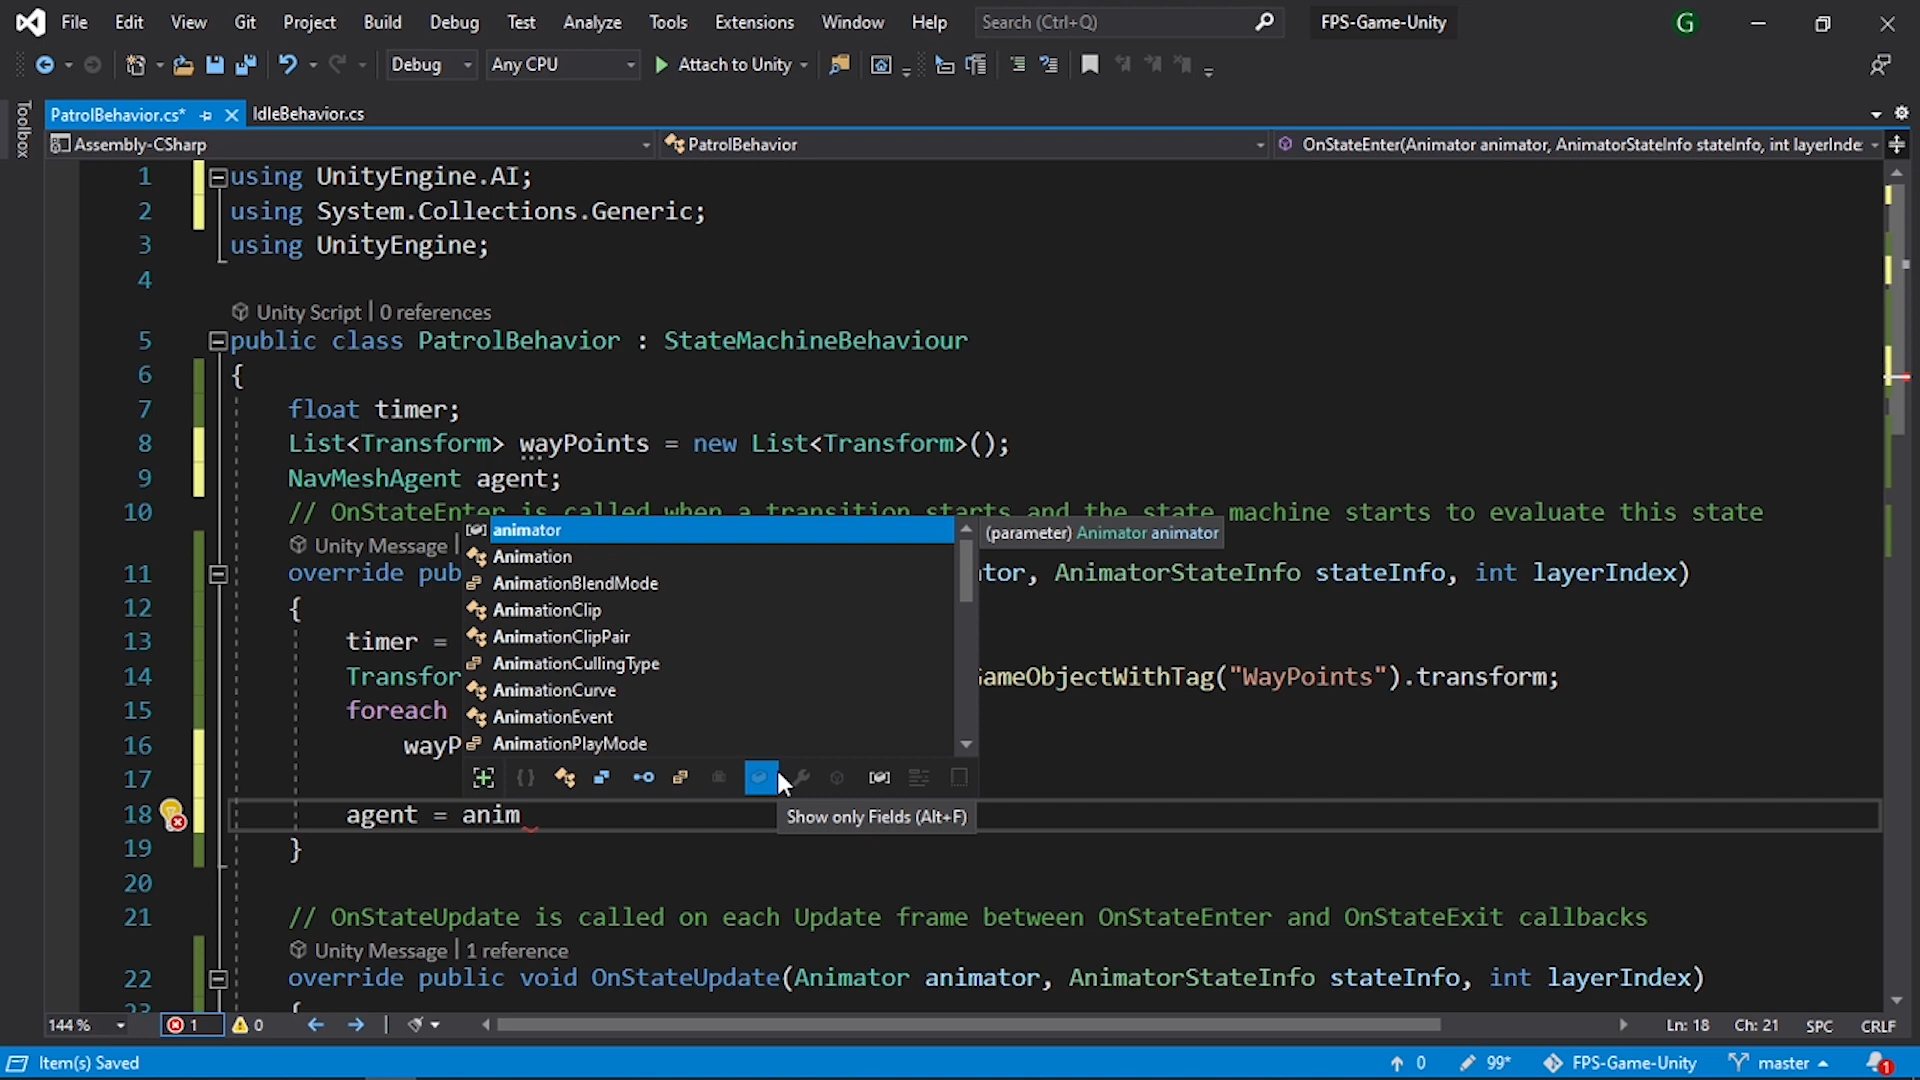 File Edit View Git Project Build Debug Test Analyze Tools Extensions Window Help Search (Ctrl+Q) FPS-Game-Unity G
Debug Any CPU Attach to Unity
Toolbox
PatrolBehavior.cs* IdleBehavior.cs
Assembly-CSharp PatrolBehavior OnStateEnter(Animator animator, AnimatorStateInfo stateInfo, int layerInde
1 using UnityEngine.AI;
2 using System.Collections.Generic;
3 using UnityEngine;
4
Unity Script | 0 references
5 public class PatrolBehavior : StateMachineBehaviour
6 {
7 float timer;
8 List<Transform> wayPoints = new List<Transform>();
9 NavMeshAgent agent;
10 // OnStateEnter is called when a transition starts and the state machine starts to evaluate this state
animator (parameter) Animator animator
Unity Message |
Animation
11 override pub tor, AnimatorStateInfo stateInfo, int layerIndex)
AnimationBlendMode
12 {
AnimationClip
13 timer =
AnimationClipPair
AnimationCullingType
14 Transfor GameObjectWithTag("WayPoints").transform;
AnimationCurve
15 foreach
AnimationEvent
16 wayP
AnimationPlayMode
17
18 agent = anim
Show only Fields (Alt+F)
19 }
20
21 // OnStateUpdate is called on each Update frame between OnStateEnter and OnStateExit callbacks
Unity Message | 1 reference
22 override public void OnStateUpdate(Animator animator, AnimatorStateInfo stateInfo, int layerIndex)
23 {
144 % 1 0 Ln: 18 Ch: 21 SPC CRLF
Item(s) Saved 0 99* FPS-Game-Unity master 1